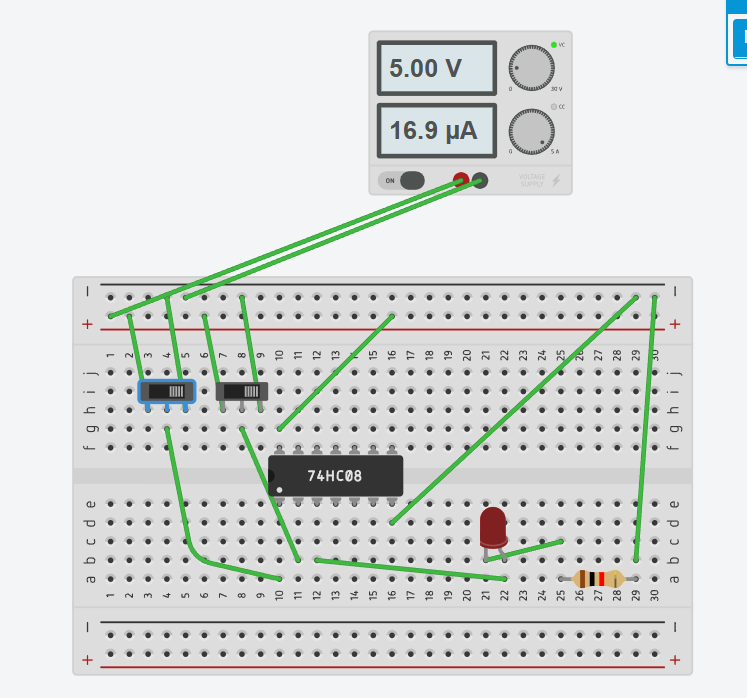 5.00 V
VC
0 30 V
16.9 µA
CC
0 5 A
ON
VOLTAGE
SUPPLY
— —
+ +
1 2 3 4 5 6 7 8 9 10 11 12 13 14 15 16 17 18 19 20 21 22 23 24 25 26 27 28 29 30
j j
i i
h h
g g
f f
74HC08
e e
d d
c c
b b
a a
1 2 3 4 5 6 7 8 9 10 11 12 13 14 15 16 17 18 19 20 21 22 23 24 25 26 27 28 29 30
— —
+ +